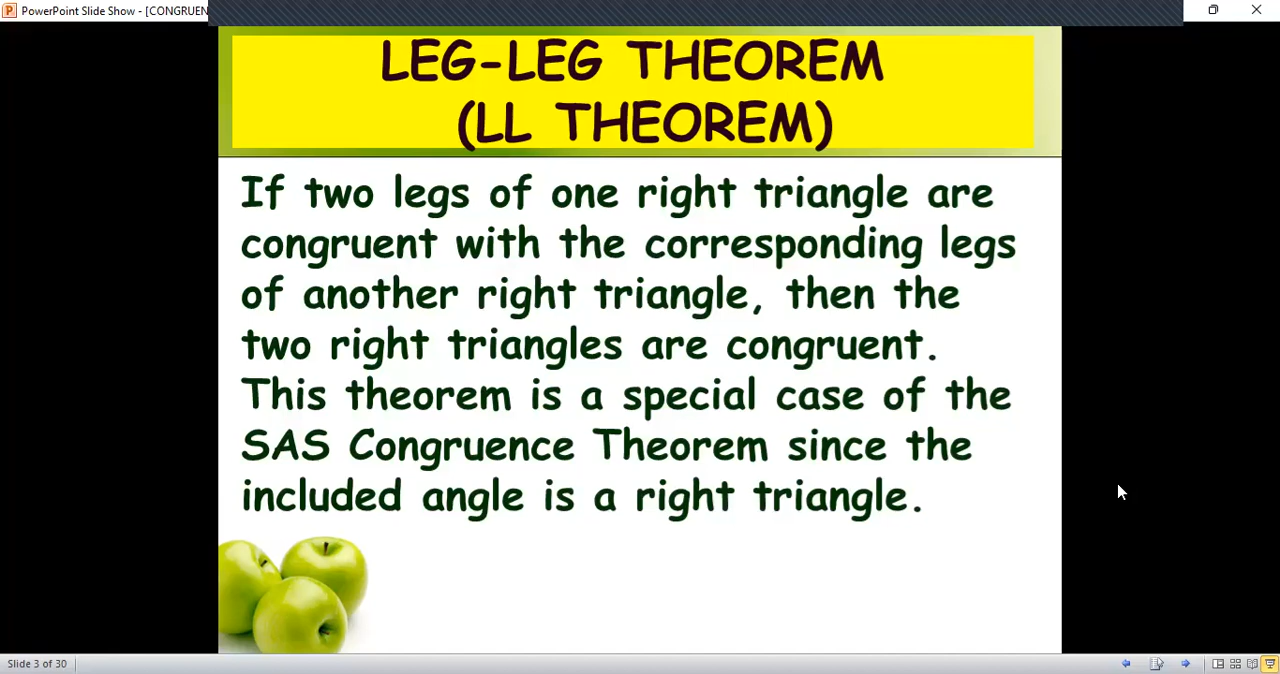 PowerPoint Slide Show - [CONGRUEN
LEG-LEG THEOREM
(LL THEOREM)
If two legs of one right triangle are
congruent with the corresponding legs
of another right triangle, then the
two right triangles are congruent.
This theorem is a special case of the
SAS Congruence Theorem since the
included angle is a right triangle.
Slide 3 of 30